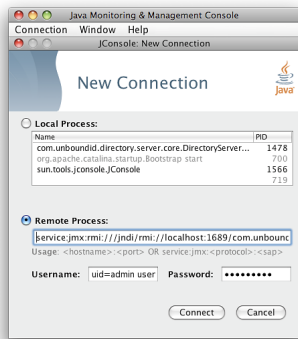 Java Monitoring & Management Console
Connection Window Help
JConsole: New Connection
New Connection
Java
Local Process:
Name PID
com.unboundid.directory.server.core.DirectoryServer... 1478
org.apache.catalina.startup.Bootstrap start 700
sun.tools.jconsole.JConsole 1566
719
Remote Process:
service:jmx:rmi:///jndi/rmi://localhost:1689/com.unbounc
Usage: <hostname>:<port> OR service:jmx:<protocol>:<sap>
Username: uid=admin user Password: •••••••••
Connect Cancel